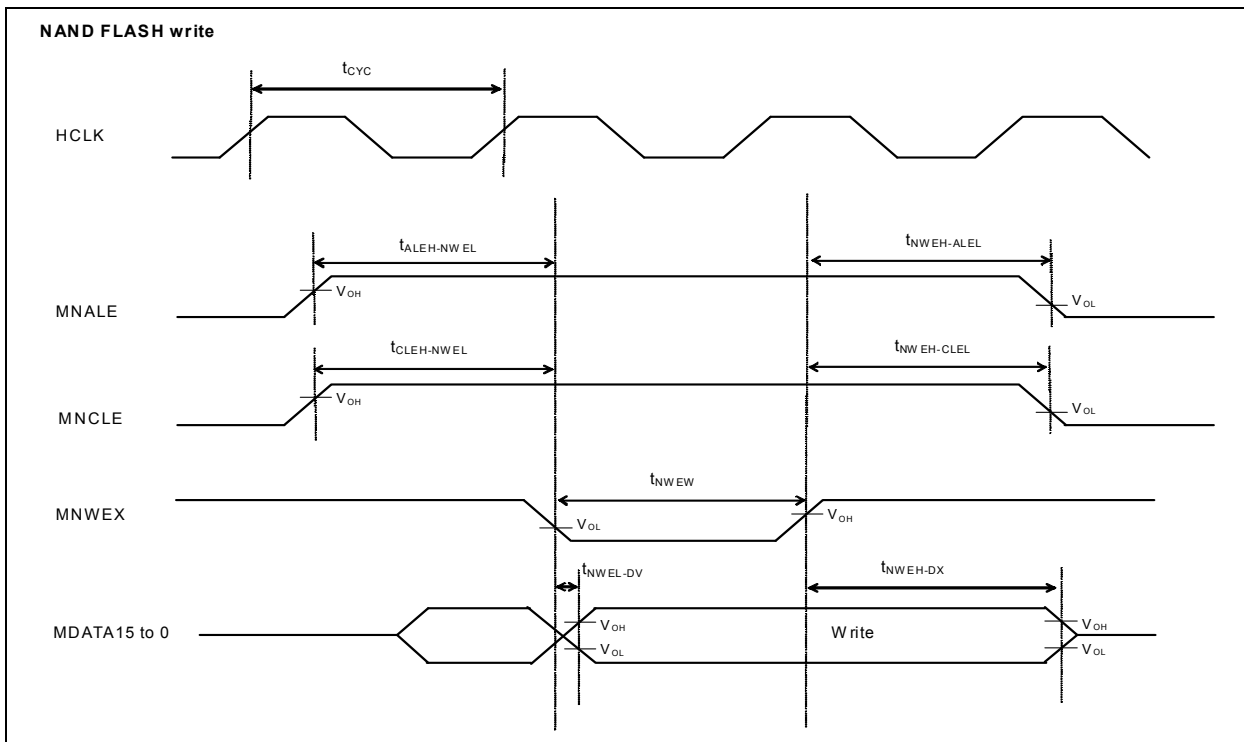 NAND FLASH write
tCYC
HCLK
tALEH-NWEL
tNWEH-ALEL
VOH
VOL
MNALE
tCLEH-NWEL
tNWEH-CLEL
VOH
VOL
MNCLE
tNWEW
MNWEX
VOL
VOH
tNWEL-DV
tNWEH-DX
VOH
VOH
MDATA15 to 0
Write
VOL
VOL